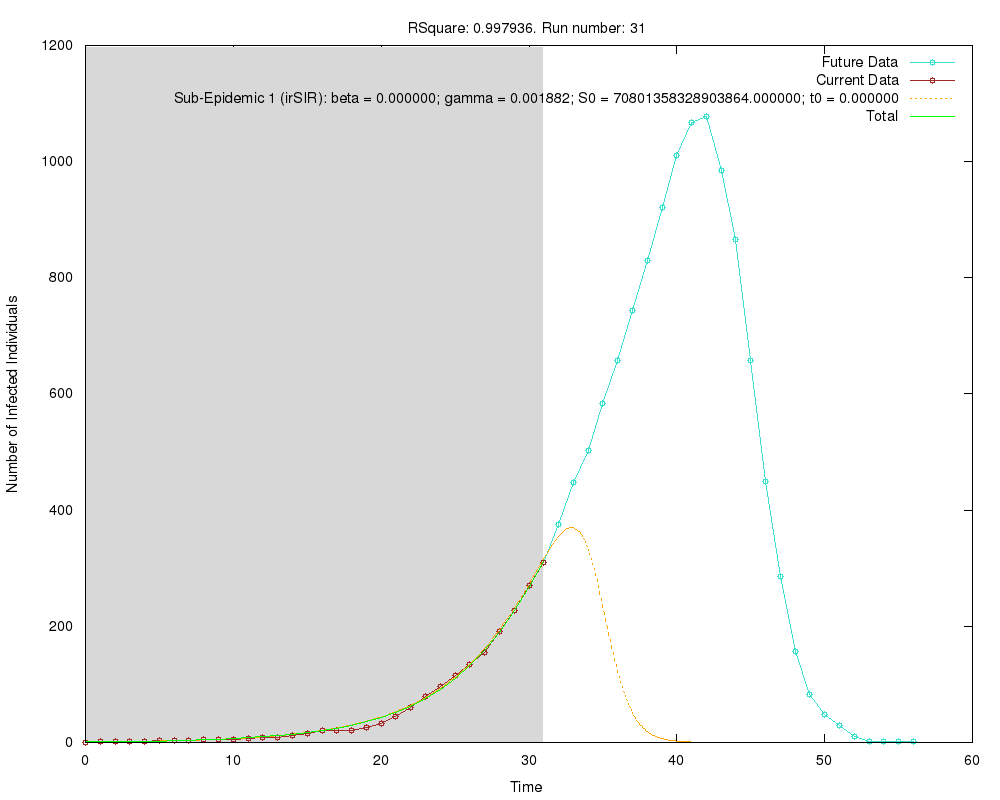 RSquare: 0.997936. Run number: 31
1200
1000
800
600
400
200
0
Number of Infected Individuals
Future Data
Current Data
Sub-Epidemic 1 (irSIR): beta = 0.000000; gamma = 0.001882; S0 = 70801358328903864.000000; t0 = 0.000000
Total
0 10 20 30 40 50 60
Time